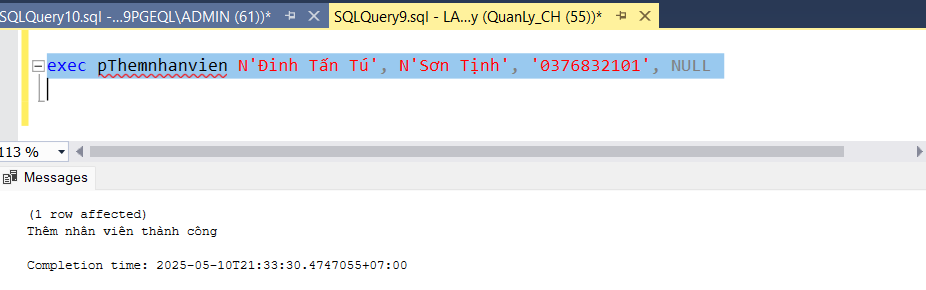 SQLQuery10.sql -...9PGEQL\ADMIN (61))*
SQLQuery9.sql - LA...y (QuanLy_CH (55))*
exec pThemnhanvien N'Đinh Tấn Tú', N'Sơn Tịnh', '0376832101', NULL
113 %
Messages
(1 row affected)
Thêm nhân viên thành công
Completion time: 2025-05-10T21:33:30.4747055+07:00